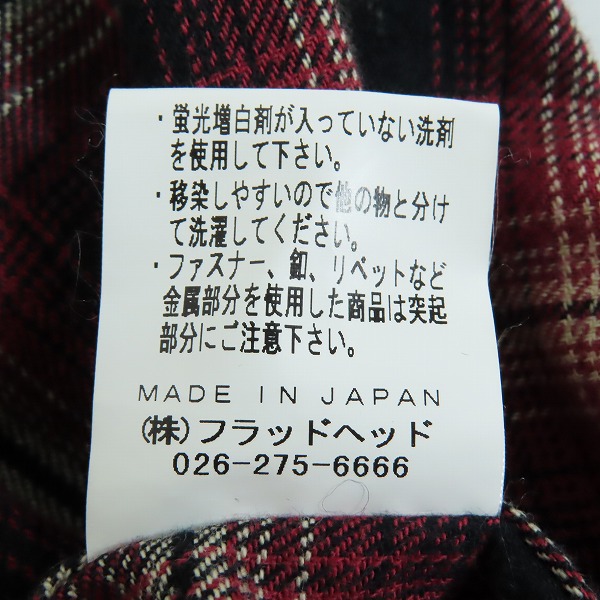 ・蛍光増白剤が入っていない洗剤
を使用して下さい。
・移染しやすいので他の物と分け
て洗濯してください。
・ファスナー、釦、リベットなど
金属部分を使用した商品は突起
部分にご注意下さい。
MADE IN JAPAN
(株)フラッドヘッド
026-275-6666